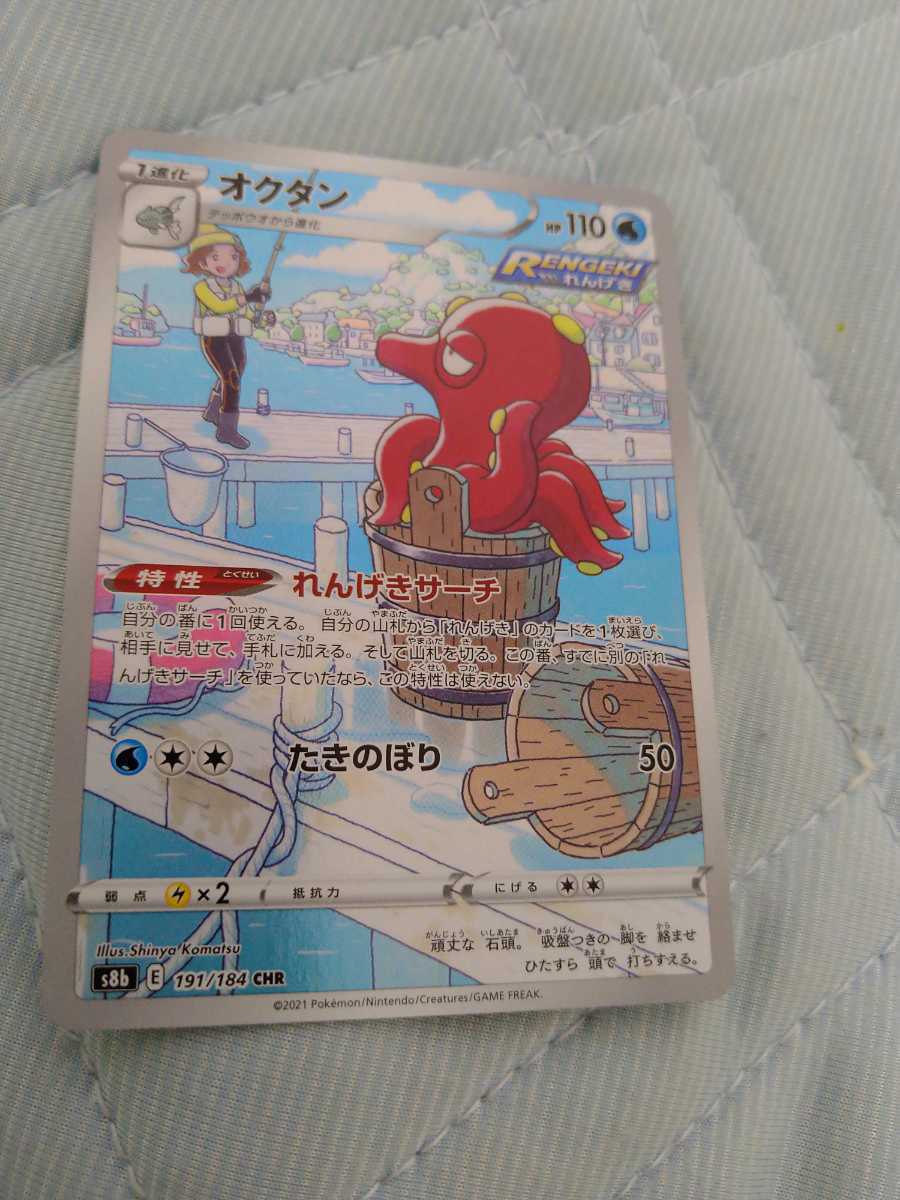 1進化
オクタン
テッポウオから進化
HP 110
RENGEKI
れんげき
特性 とくせい れんげきサーチ
自分の番に1回使える。自分の山札から「れんげき」のカードを1枚選び、
相手に見せて、手札に加える。そして山札を切る。この番、すでに別の「れ
んげきサーチ」を使っていたなら、この特性は使えない。
たきのぼり 50
弱点 ×2 抵抗力 にげる
Illus. Shinya Komatsu
頑丈な 石頭。 吸盤つきの 脚を 絡ませ
ひたすら 頭で 打ちすえる。
s8b E 191/184 CHR
©2021 Pokémon/Nintendo/Creatures/GAME FREAK.